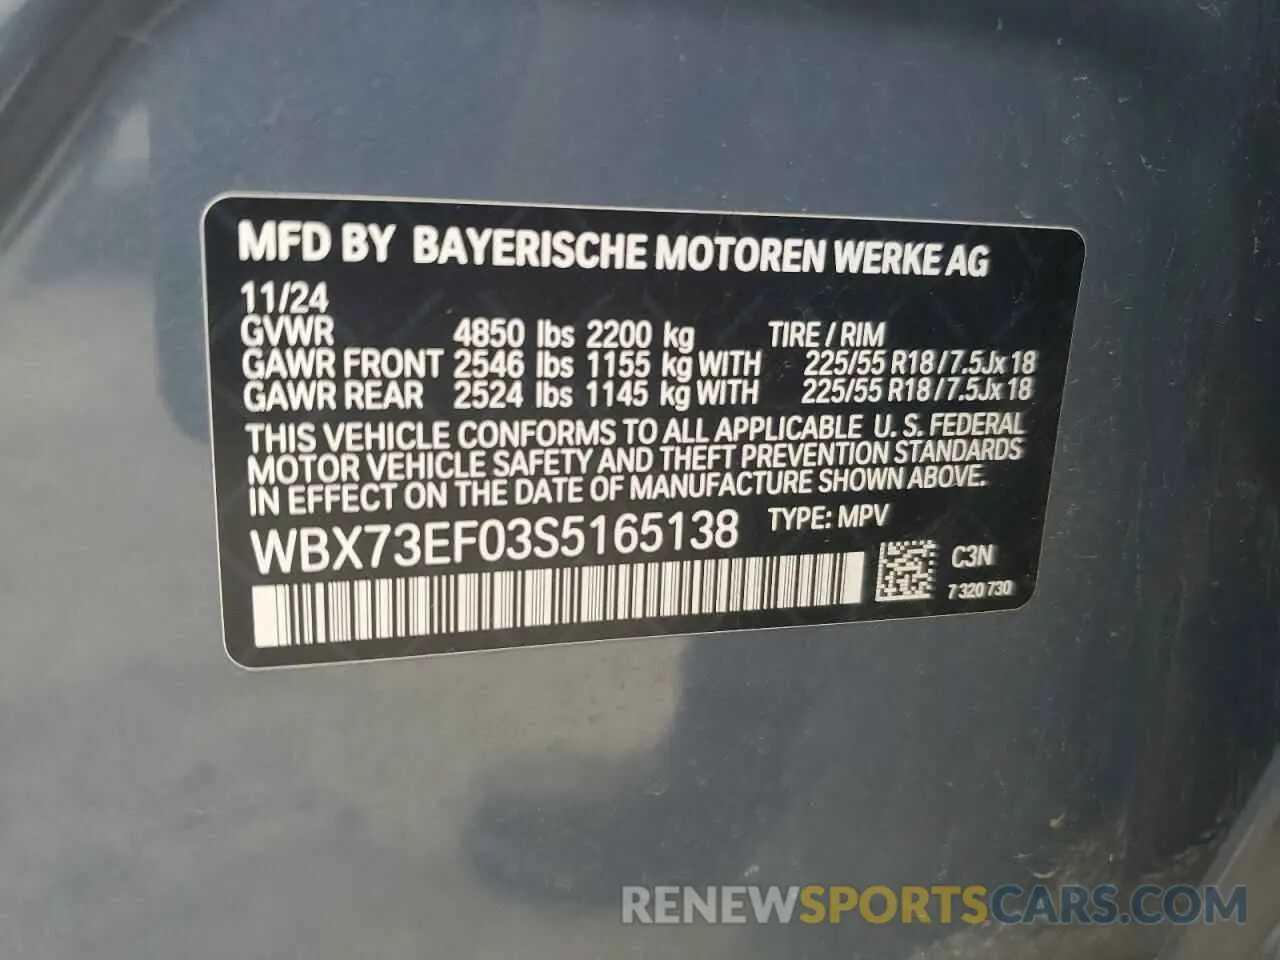 MFD BY BAYERISCHE MOTOREN WERKE AG
11/24
GVWR 4850 lbs 2200 kg TIRE / RIM
GAWR FRONT 2546 lbs 1155 kg WITH 225/55 R18 / 7.5Jx 18
GAWR REAR 2524 lbs 1145 kg WITH 225/55 R18 / 7.5Jx 18
THIS VEHICLE CONFORMS TO ALL APPLICABLE U. S. FEDERAL
MOTOR VEHICLE SAFETY AND THEFT PREVENTION STANDARDS
IN EFFECT ON THE DATE OF MANUFACTURE SHOWN ABOVE.
WBX73EF03S5165138 TYPE: MPV
C3N
7 320 730
RENEWSPORTSCARS.COM